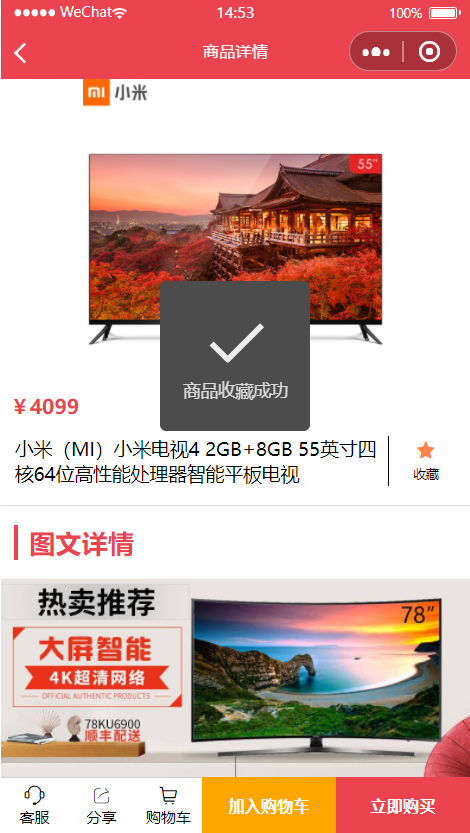 WeChat 14:53 100%
商品详情
小米
55"
商品收藏成功
¥4099
小米（MI）小米电视4 2GB+8GB 55英寸四
核64位高性能处理器智能平板电视
收藏
图文详情
热卖推荐
78"
大屏智能
4K超清网络
OFFICIAL AUTHENTIC PRODUCTS
78KU6900
顺丰配送
客服 分享 购物车 加入购物车 立即购买